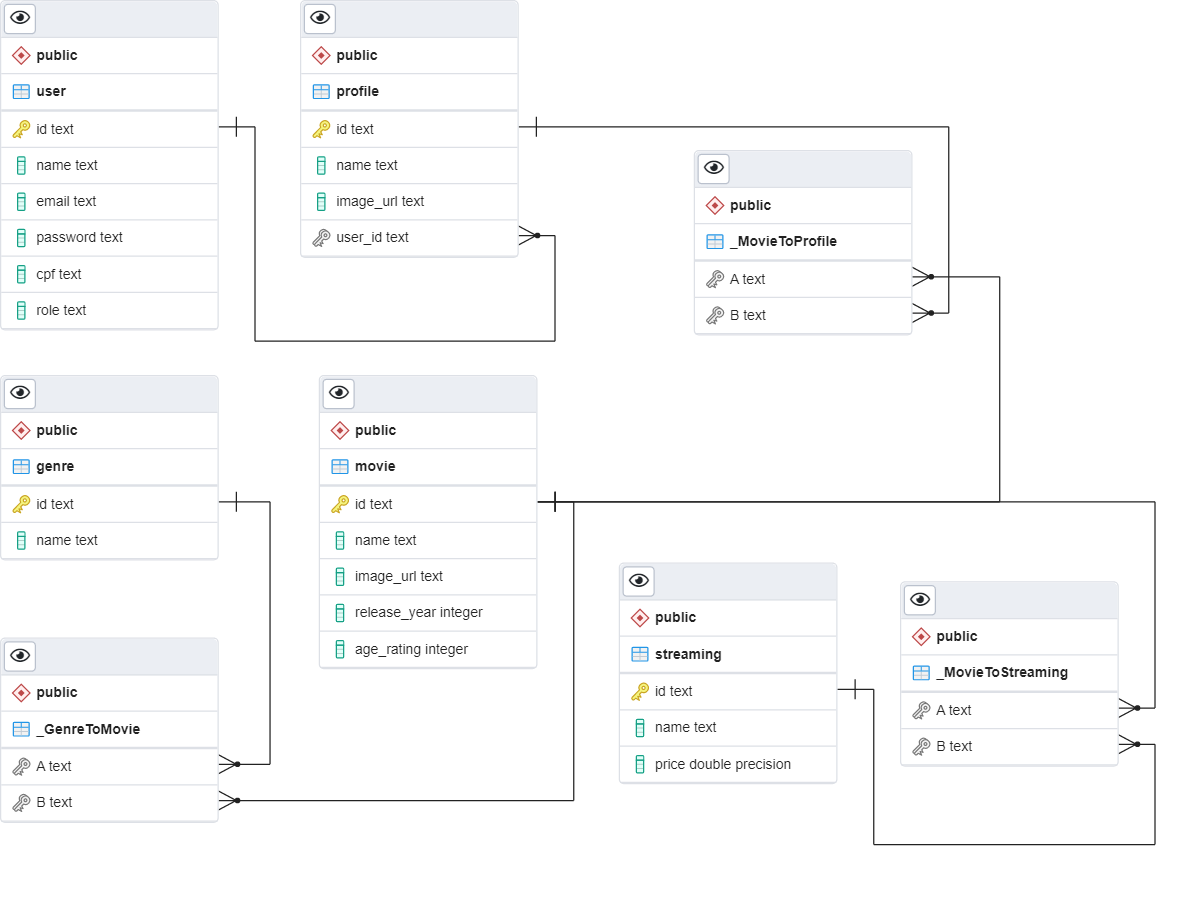 public
user
id text
name text
email text
password text
cpf text
role text
public
profile
id text
name text
image_url text
user_id text
public
_MovieToProfile
A text
B text
public
genre
id text
name text
public
movie
id text
name text
image_url text
release_year integer
age_rating integer
public
streaming
id text
name text
price double precision
public
_MovieToStreaming
A text
B text
public
_GenreToMovie
A text
B text